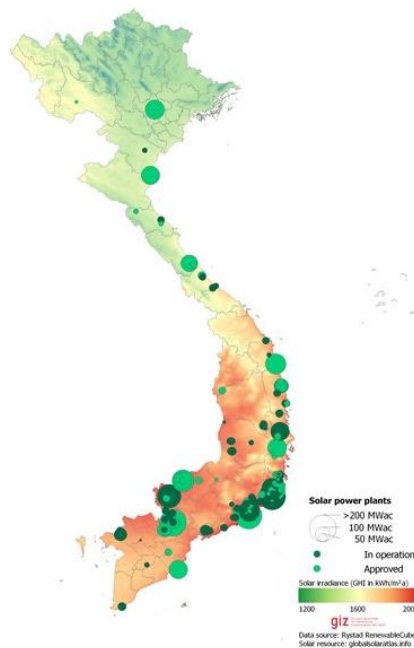 Solar power plants
>200 MWac
100 MWac
50 MWac
In operation
Approved
Solar irradiance (GHI in kWh/m²a)
1200 1600 200
giz
Data source: Rystad RenewableCube
Solar resource: globalsolaratlas.info